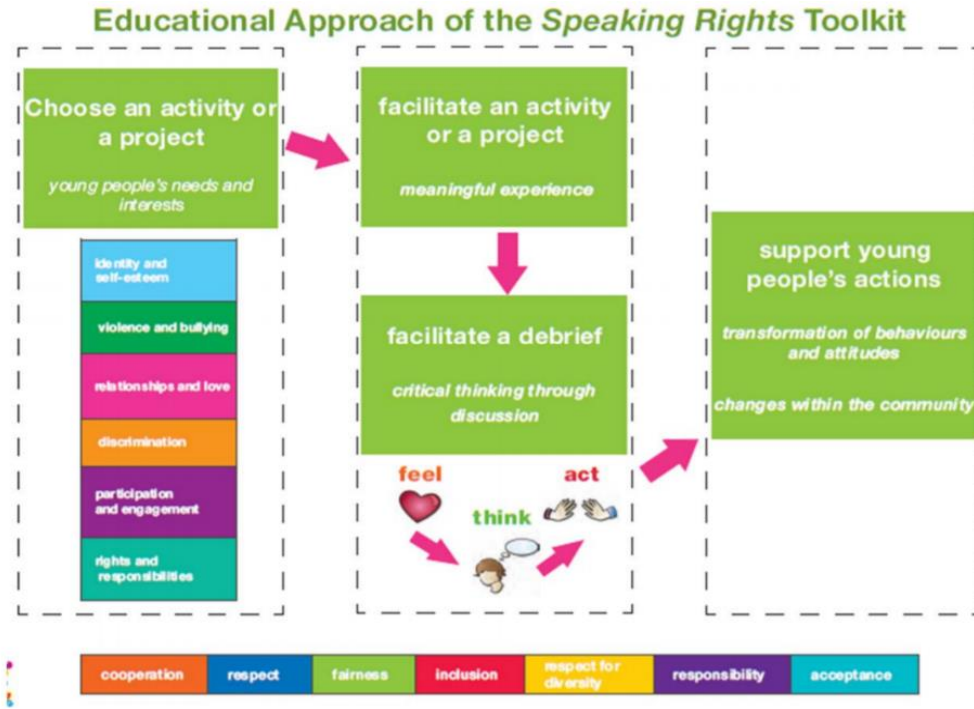 Educational Approach of the Speaking Rights Toolkit
Choose an activity or
a project
young people's needs and
interests
identity and
self-esteem
violence and bullying
relationships and love
discrimination
participation
and engagement
rights and
responsibilities
facilitate an activity
or a project
meaningful experience
facilitate a debrief
critical thinking through
discussion
feel
think
act
support young
people's actions
transformation of behaviours
and attitudes
changes within the community
cooperation
respect
fairness
inclusion
respect for
diversity
responsibility
acceptance